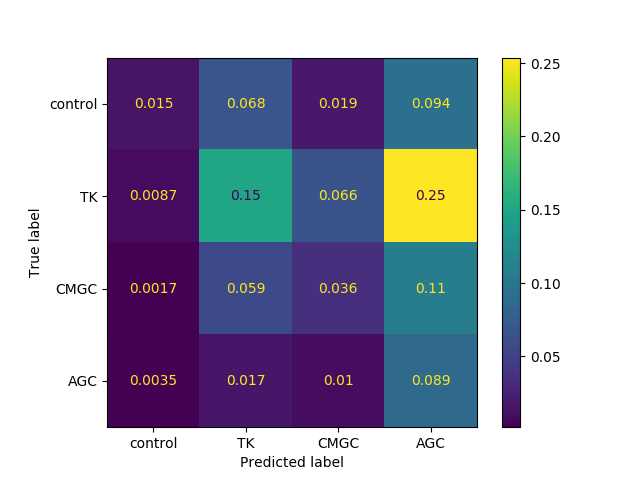 control 0.015 0.068 0.019 0.094
TK 0.0087 0.15 0.066 0.25
CMGC 0.0017 0.059 0.036 0.11
AGC 0.0035 0.017 0.01 0.089
control TK CMGC AGC
Predicted label
True label
0.25
0.20
0.15
0.10
0.05